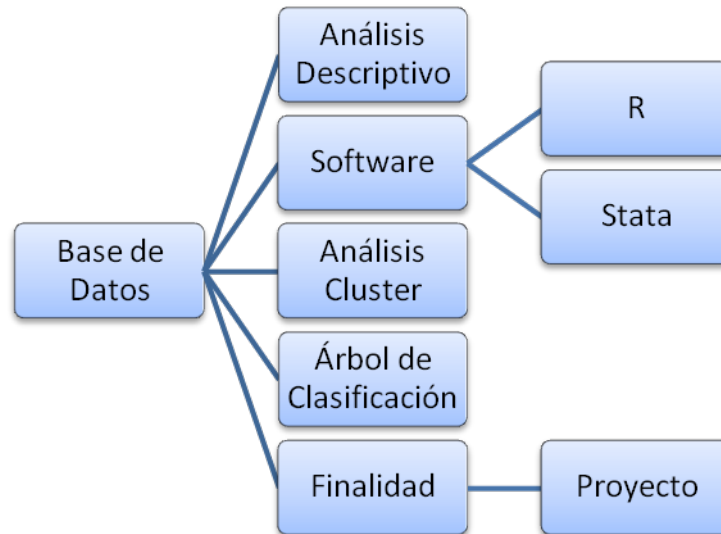 Base de
Datos
Análisis
Descriptivo
Software
R
Stata
Análisis
Cluster
Árbol de
Clasificación
Finalidad
Proyecto